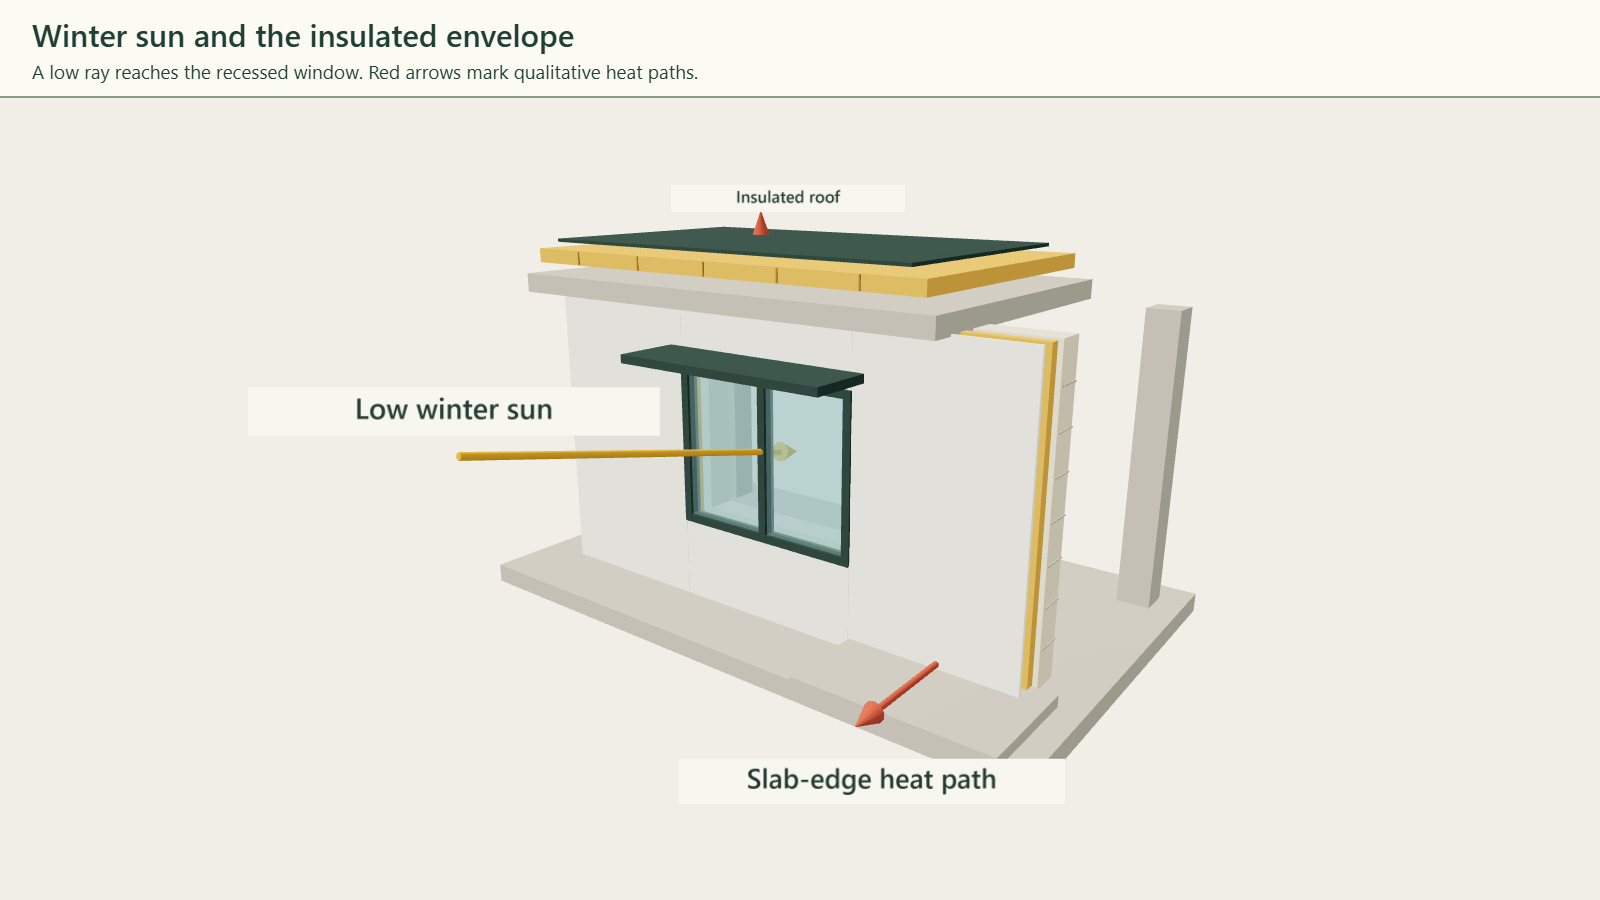 Winter sun and the insulated envelope
A low ray reaches the recessed window. Red arrows mark qualitative heat paths.
Insulated roof
Low winter sun
Slab-edge heat path